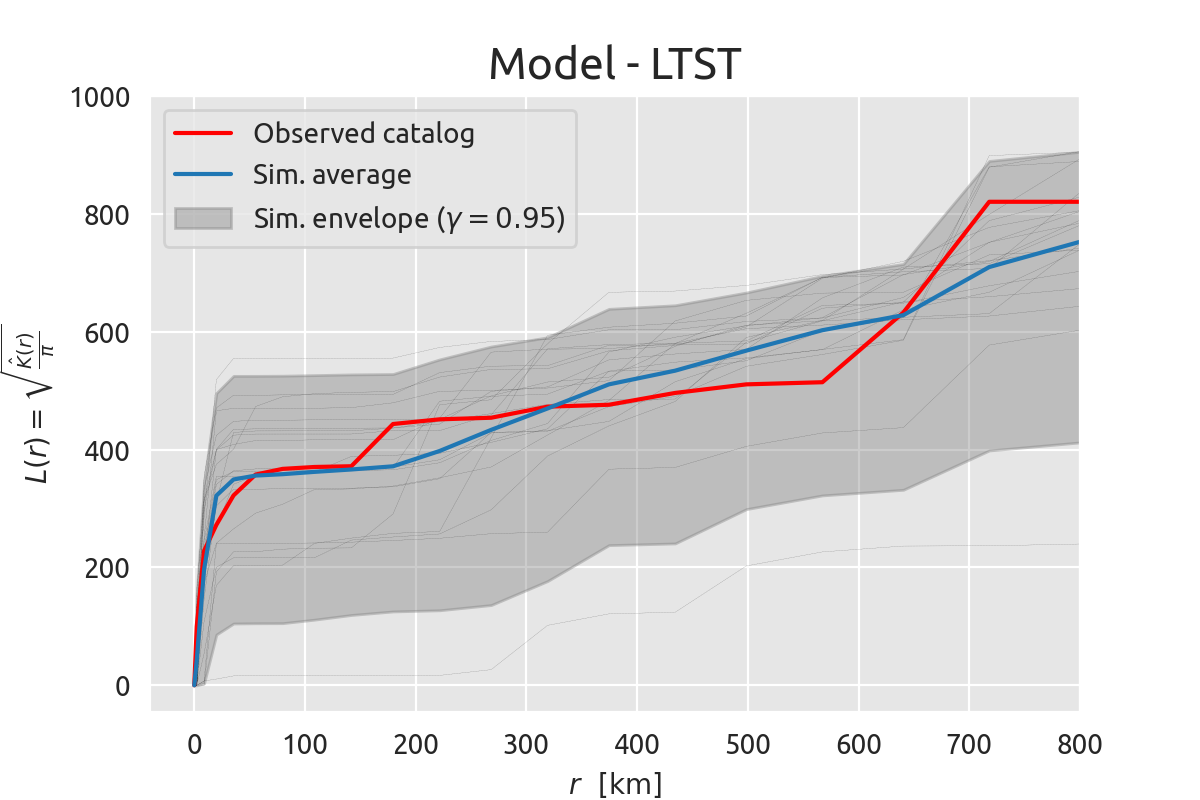 Model - LTST
1000
800
600
400
200
0
Observed catalog
Sim. average
Sim. envelope (γ = 0.95)
L(r) = √(K̂(r)/π)
0 100 200 300 400 500 600 700 800
r [km]